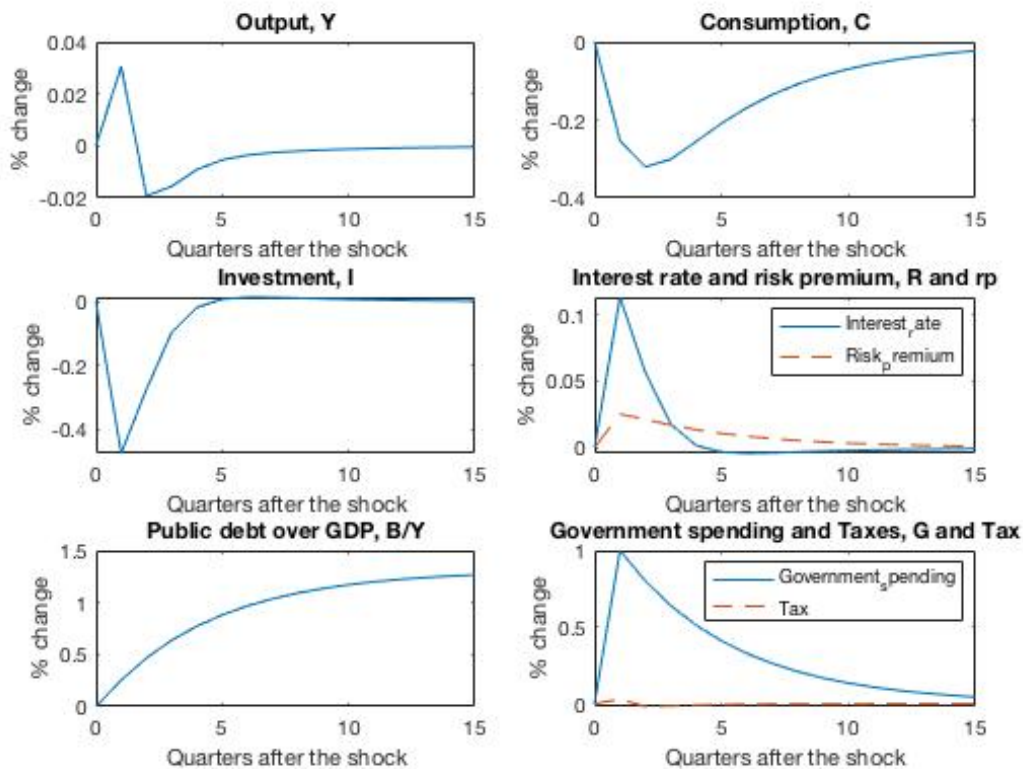 Output, Y
0.04
0.02
0
-0.02
% change
0
5
10
15
Quarters after the shock
Consumption, C
0
-0.2
-0.4
% change
0
5
10
15
Quarters after the shock
Investment, I
0
-0.2
-0.4
% change
0
5
10
15
Quarters after the shock
Interest rate and risk premium, R and rp
0.1
0.05
0
% change
Interest_rate
Risk_premium
0
5
10
15
Quarters after the shock
Public debt over GDP, B/Y
1.5
1
0.5
0
% change
0
5
10
15
Quarters after the shock
Government spending and Taxes, G and Tax
1
0.5
0
% change
Government_spending
Tax
0
5
10
15
Quarters after the shock